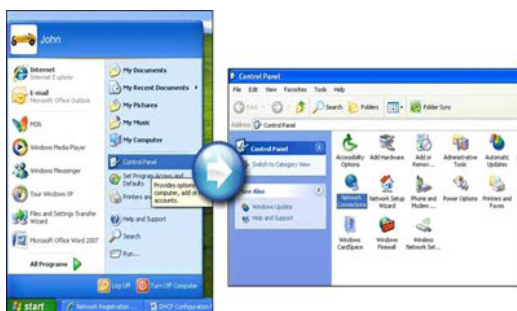 John
Internet
Internet Explorer
E-mail
Microsoft Office Outlook
MSN
Windows Media Player
Windows Messenger
Tour Windows XP
Files and Settings Transfer
Wizard
Microsoft Office Word 2007
All Programs
My Documents
My Recent Documents
My Pictures
My Music
My Computer
Control Panel
Set Program Access and
Defaults
Printers and
Provides options
computer, add or
accounts.
Help and Support
Search
Run...
Log Off
Turn Off Computer
start
Network Registration ...
DHCP Configuration
Control Panel
File Edit View Favorites Tools Help
Search
Folders
Folder Sync
Address
Control Panel
Control Panel
Switch to Category View
See Also
Windows Update
Help and Support
Accessibility
Options
Add Hardware
Add or
Remov...
Administrative
Tools
Automatic
Updates
Network
Connections
Network Setup
Wizard
Phone and
Modem ...
Power Options
Printers and
Faxes
Windows
CardSpace
Windows
Firewall
Wireless
Network Set...